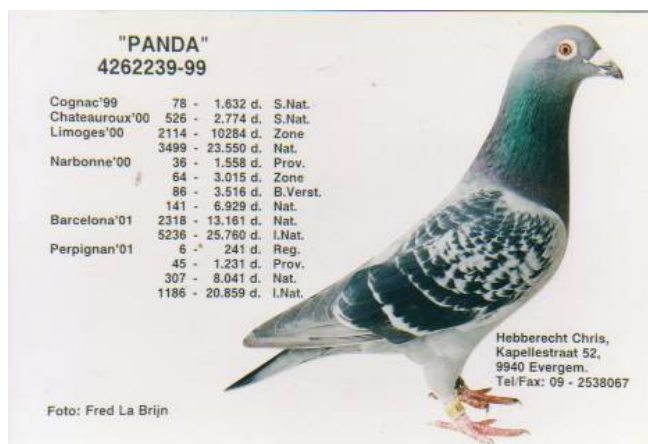 "PANDA"
4262239-99
Cognac'99 78 - 1.632 d. S.Nat.
Chateauroux'00 526 - 2.774 d. S.Nat.
Limoges'00 2114 - 10284 d. Zone
3499 - 23.550 d. Nat.
Narbonne'00 36 - 1.558 d. Prov.
64 - 3.015 d. Zone
86 - 3.516 d. B.Verst.
141 - 6.929 d. Nat.
Barcelona'01 2318 - 13.161 d. Nat.
5236 - 25.760 d. I.Nat.
Perpignan'01 6 - 241 d. Reg.
45 - 1.231 d. Prov.
307 - 8.041 d. Nat.
1186 - 20.859 d. I.Nat.
Hebberecht Chris,
Kapellestraat 52,
9940 Evergem.
Tel/Fax: 09 - 2538067
Foto: Fred La Brijn